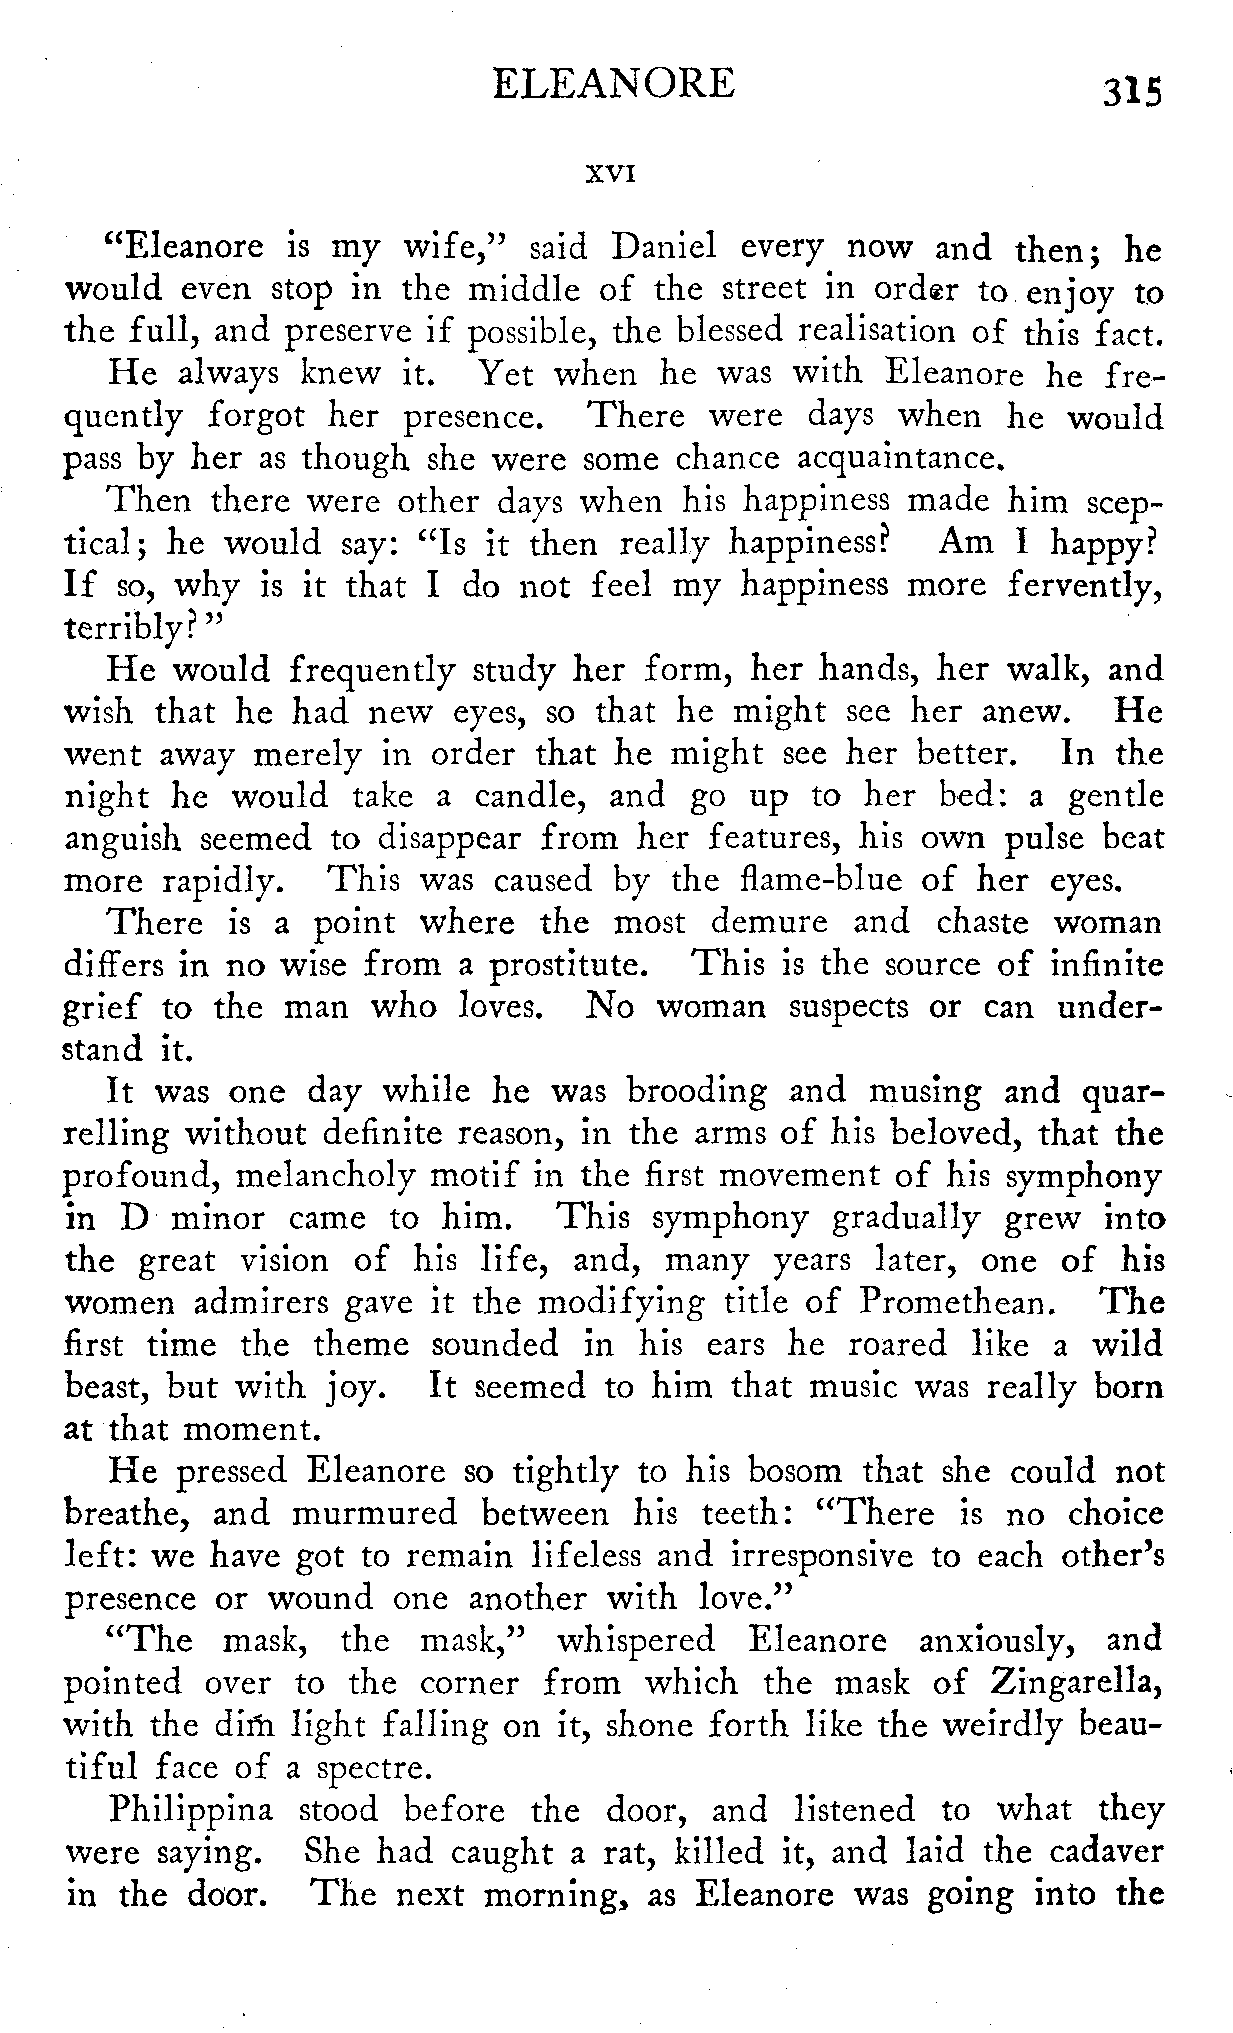 ELEANORE 315
XVI
“Eleanore is my wife,” said Daniel every now and then; he
would even stop in the middle of the street in order to enjoy to
the full, and preserve if possible, the blessed realisation of this fact.
He always knew it. Yet when he was with Eleanore he fre-
quently forgot her presence. There were days when he would
pass by her as though she were some chance acquaintance.
Then there were other days when his happiness made him scep-
tical; he would say: “Is it then really happiness? Am I happy?
If so, why is it that I do not feel my happiness more fervently,
terribly?”
He would frequently study her form, her hands, her walk, and
wish that he had new eyes, so that he might see her anew. He
went away merely in order that he might see her better. In the
night he would take a candle, and go up to her bed: a gentle
anguish seemed to disappear from her features, his own pulse beat
more rapidly. This was caused by the flame-blue of her eyes.
There is a point where the most demure and chaste woman
differs in no wise from a prostitute. This is the source of infinite
grief to the man who loves. No woman suspects or can under-
stand it.
It was one day while he was brooding and musing and quar-
relling without definite reason, in the arms of his beloved, that the
profound, melancholy motif in the first movement of his symphony
in D minor came to him. This symphony gradually grew into
the great vision of his life, and, many years later, one of his
women admirers gave it the modifying title of Promethean. The
first time the theme sounded in his ears he roared like a wild
beast, but with joy. It seemed to him that music was really born
at that moment.
He pressed Eleanore so tightly to his bosom that she could not
breathe, and murmured between his teeth: “There is no choice
left: we have got to remain lifeless and irresponsive to each other’s
presence or wound one another with love.”
“The mask, the mask,” whispered Eleanore anxiously, and
pointed over to the corner from which the mask of Zingarella,
with the dim light falling on it, shone forth like the weirdly beau-
tiful face of a spectre.
Philippina stood before the door, and listened to what they
were saying. She had caught a rat, killed it, and laid the cadaver
in the door. The next morning, as Eleanore was going into the